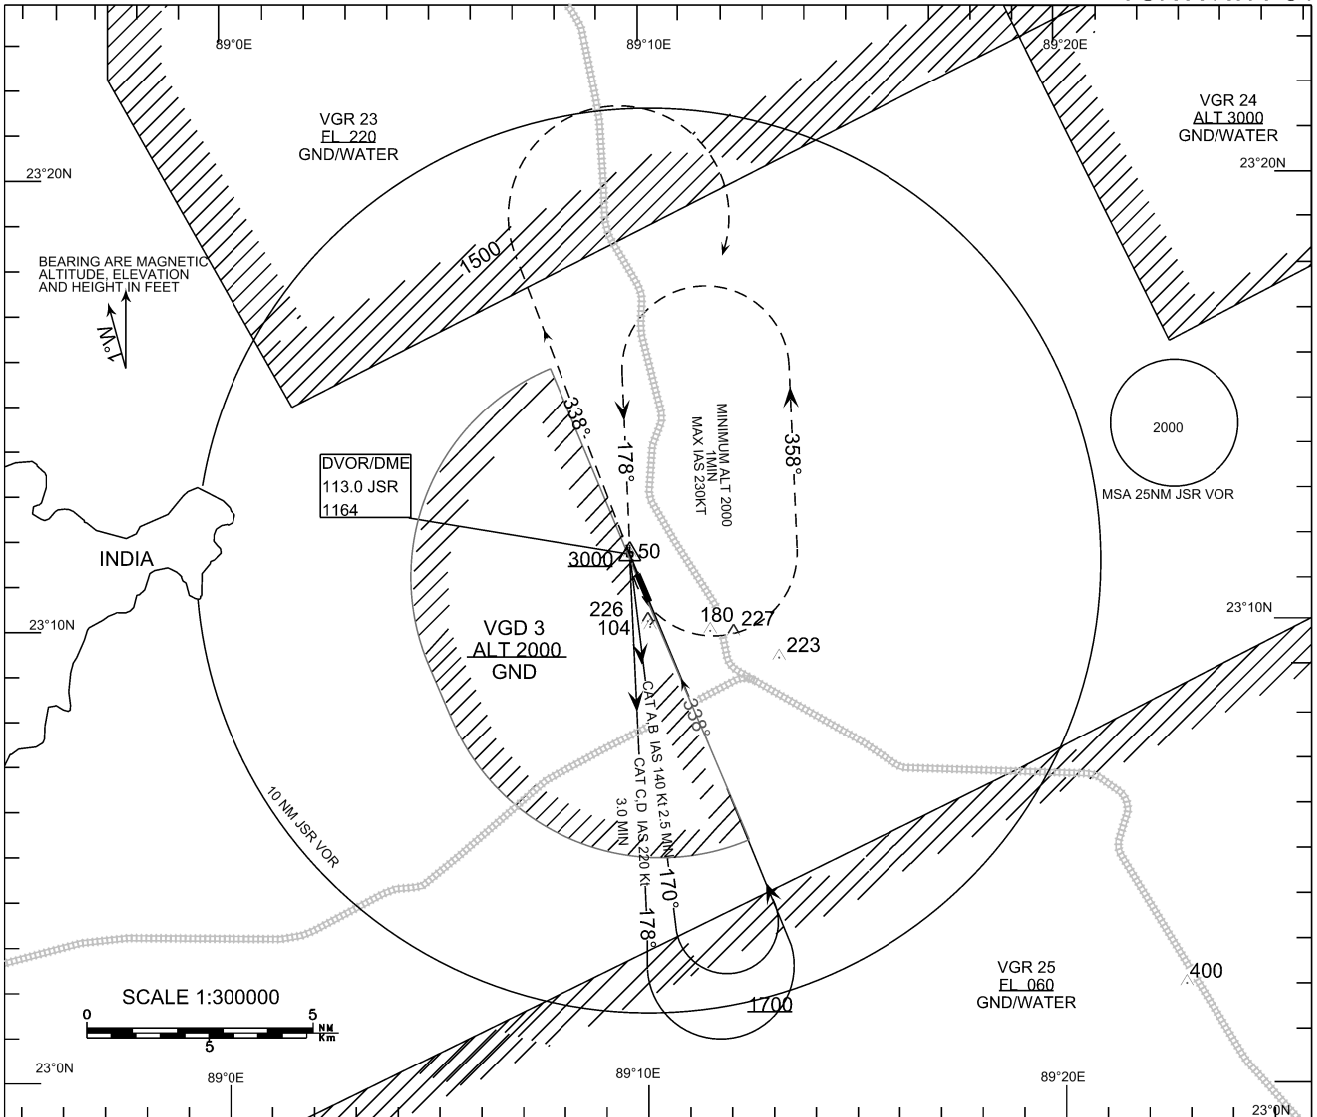 89°0E
89°10E
89°20E
VGR 23
FL 220
GND/WATER
VGR 24
ALT 3000
GND/WATER
23°20N
23°20N
1500
BEARING ARE MAGNETIC
ALTITUDE, ELEVATION
AND HEIGHT IN FEET
1°W
338°
178°
MINIMUM ALT 2000
1MIN
MAX IAS 230KT
358°
2000
MSA 25NM JSR VOR
DVOR/DME
113.0 JSR
1164
INDIA
3000
50
226
104
180
227
223
23°10N
23°10N
VGD 3
ALT 2000
GND
338°
CAT A,B IAS 140 Kt 2.5 MIN
CAT C,D IAS 220 Kt
3.0 MIN
170°
178°
10 NM JSR VOR
1700
VGR 25
FL 060
GND/WATER
400
SCALE 1:300000
0
5
NM
Km
5
23°0N
89°0E
89°10E
89°20E
23°0N